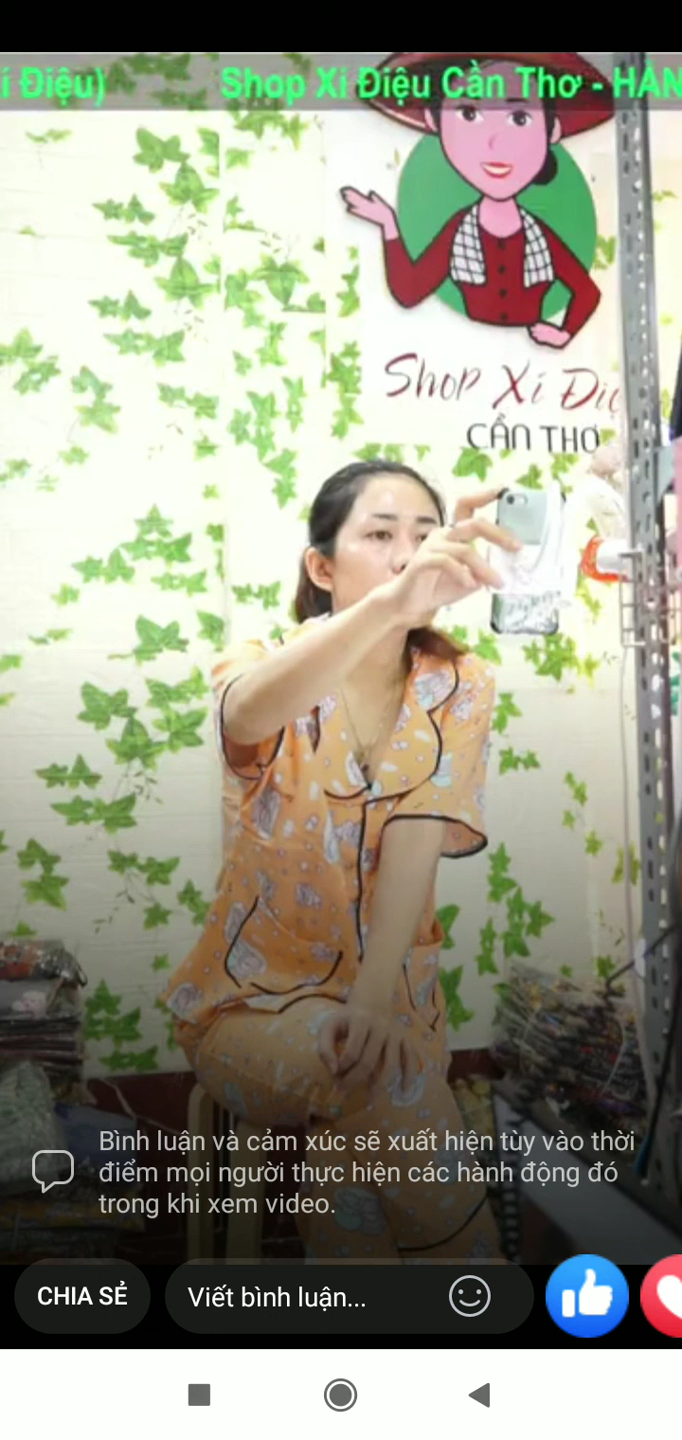 í Điệu) Shop Xi Điệu Cần Thơ - HÀN
Shop Xí Điệ
CẦN THƠ
Bình luận và cảm xúc sẽ xuất hiện tùy vào thời
điểm mọi người thực hiện các hành động đó
trong khi xem video.
CHIA SẺ Viết bình luận...